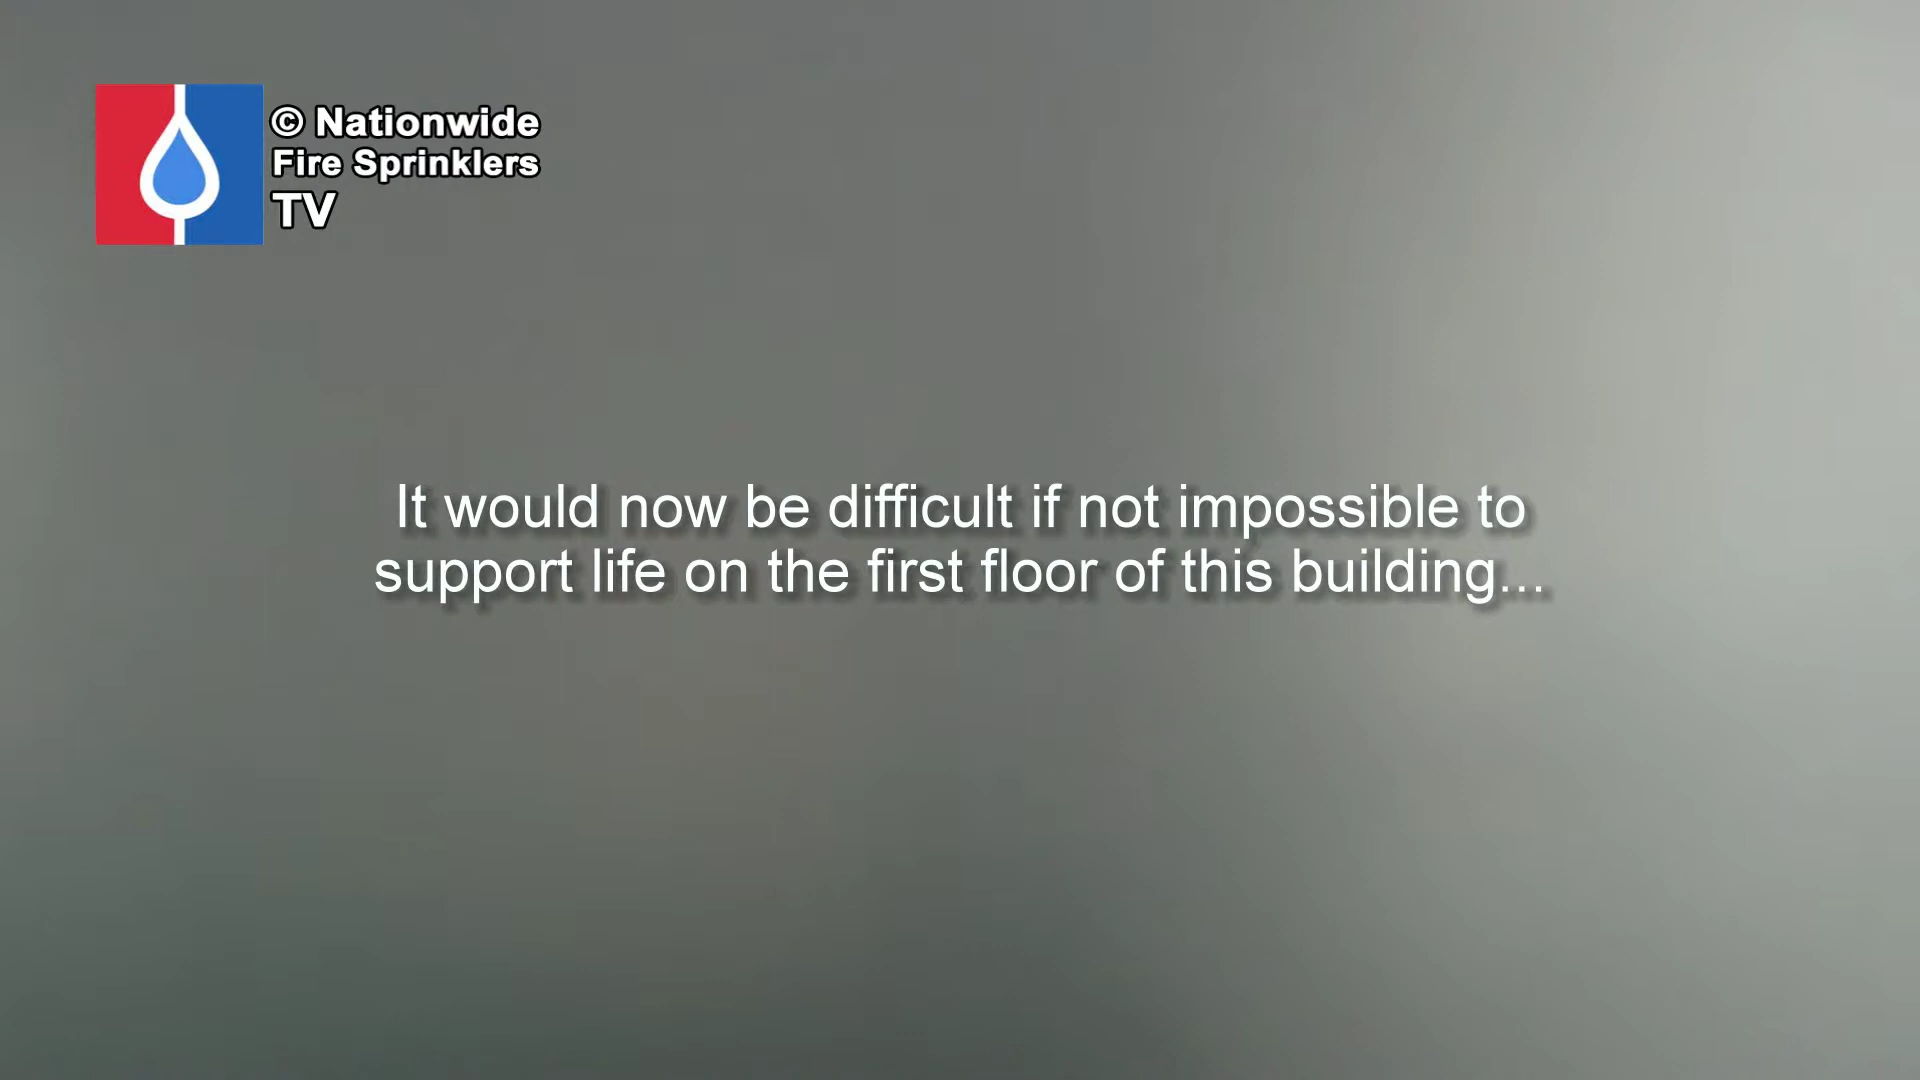 © Nationwide
Fire Sprinklers
TV
It would now be difficult if not impossible to
support life on the first floor of this building...